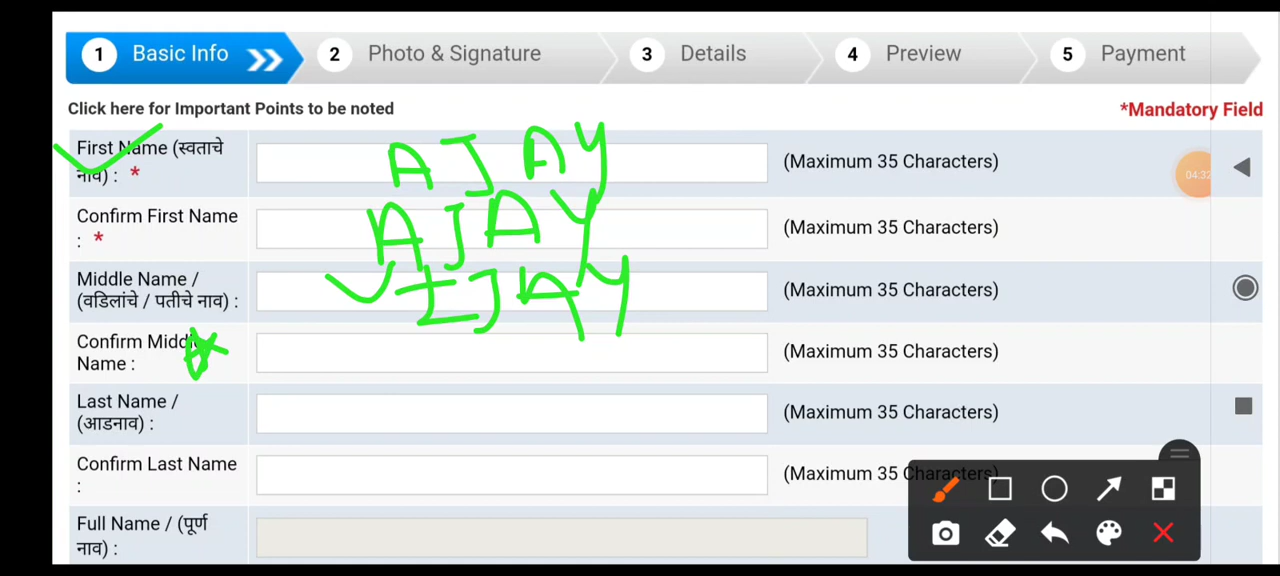 1 Basic Info 2 Photo & Signature 3 Details 4 Preview 5 Payment
Click here for Important Points to be noted *Mandatory Field
First Name (स्वताचे
नाव) : *
AJAY
(Maximum 35 Characters)
04:32
Confirm First Name
: *
AJAY
(Maximum 35 Characters)
Middle Name /
(वडिलांचे / पतीचे नाव) :
IJAY
(Maximum 35 Characters)
Confirm Middle
Name :
(Maximum 35 Characters)
Last Name /
(आडनाव) :
(Maximum 35 Characters)
Confirm Last Name
:
(Maximum 35 Characters)
Full Name / (पूर्ण
नाव) :